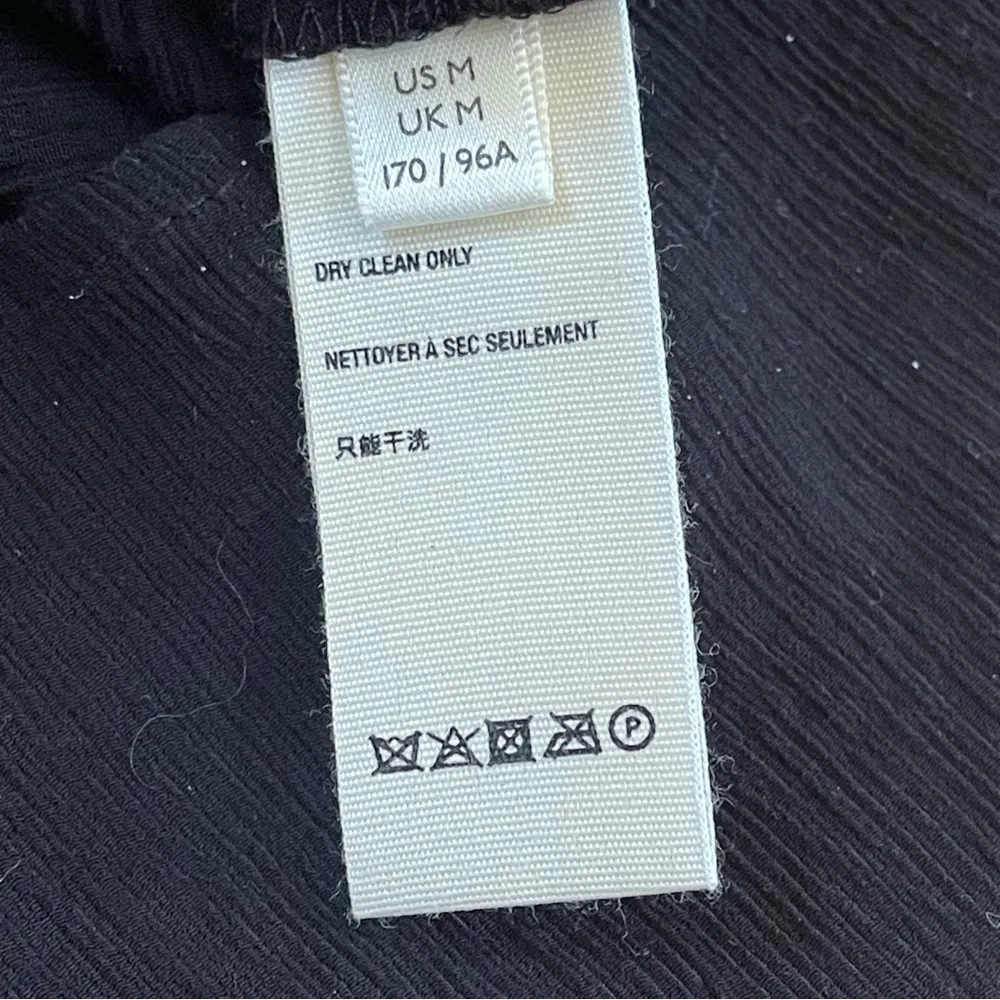 US M
UK M
170 / 96A
DRY CLEAN ONLY
NETTOYER À SEC SEULEMENT
只能干洗
P